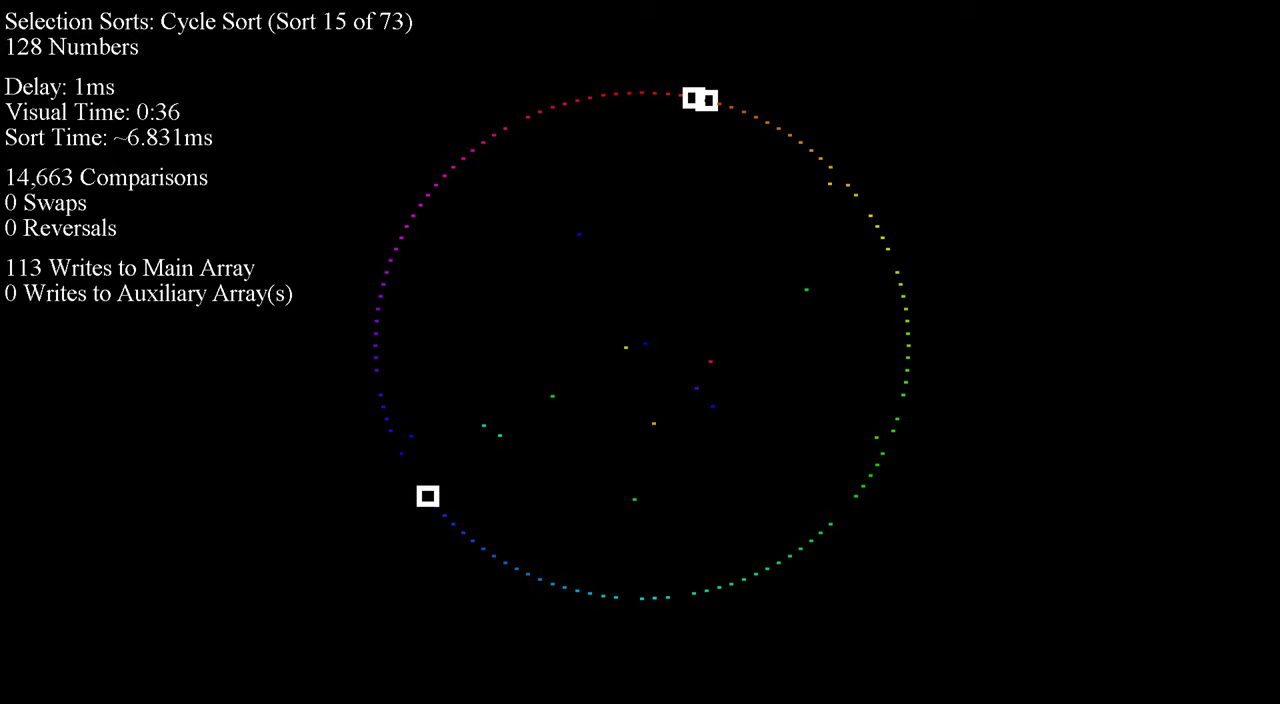 Selection Sorts: Cycle Sort (Sort 15 of 73)
128 Numbers
Delay: 1ms
Visual Time: 0:36
Sort Time: ~6.831ms
14,663 Comparisons
0 Swaps
0 Reversals
113 Writes to Main Array
0 Writes to Auxiliary Array(s)